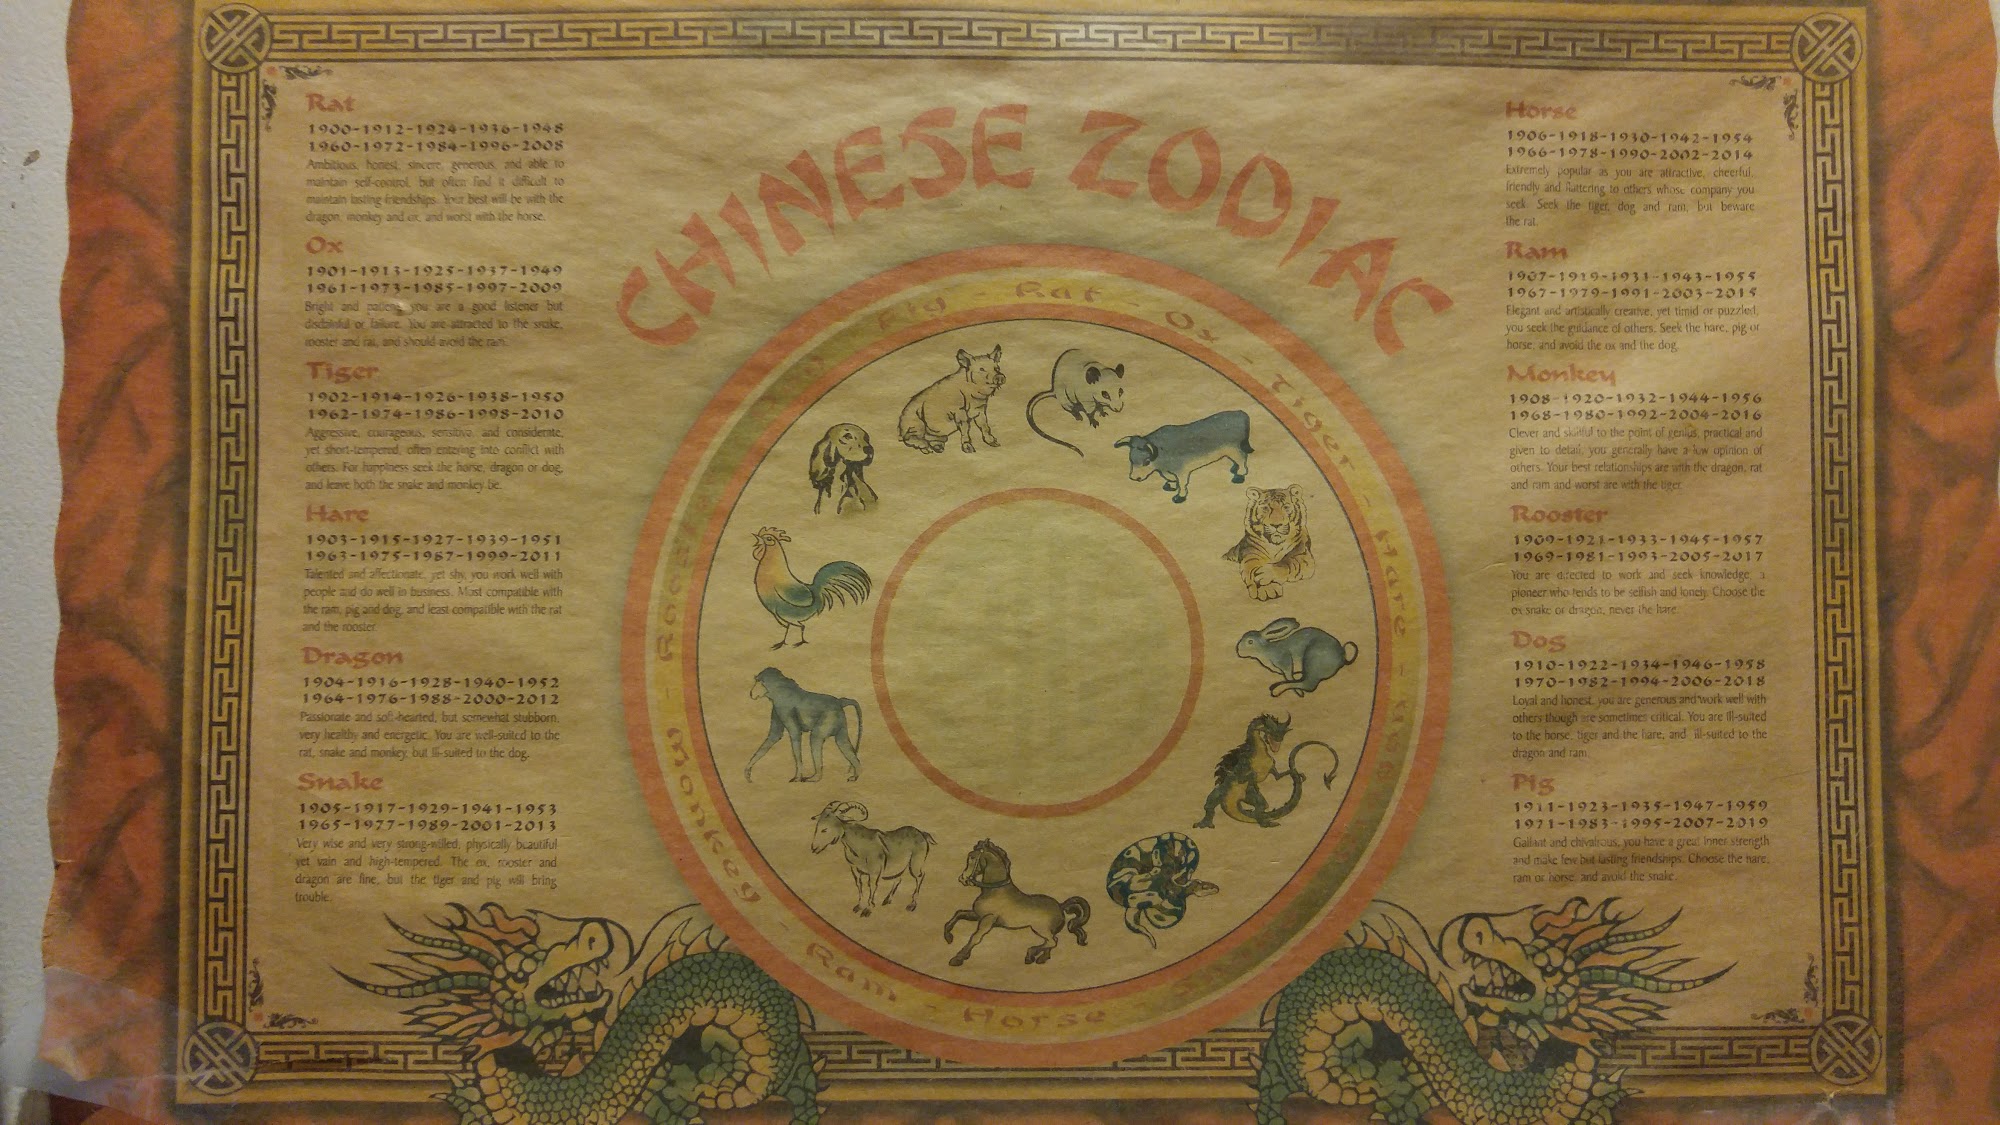 CHINESE ZODIAC
Rat
1900-1912-1924-1936-1948
1960-1972-1984-1996-2008
Ambitious, honest, sincere, generous, and able to
maintain self-control, but often find it difficult to
maintain lasting friendships. Your best will be with the
dragon, monkey and ox, and worst with the horse.
Ox
1901-1913-1925-1937-1949
1961-1973-1985-1997-2009
Bright and patient, you are a good listener but
disdainful or failure. You are attracted to the snake,
rooster and rat, and should avoid the ram.
Tiger
1902-1914-1926-1938-1950
1962-1974-1986-1998-2010
Aggressive, courageous, sensitive, and considerate,
yet short-tempered, often entering into conflict with
others. For happiness seek the horse, dragon or dog,
and leave both the snake and monkey be.
Hare
1903-1915-1927-1939-1951
1963-1975-1987-1999-2011
Talented and affectionate, yet shy, you work well with
people and do well in business. Most compatible with
the ram, pig and dog, and least compatible with the rat
and the rooster.
Dragon
1904-1916-1928-1940-1952
1964-1976-1988-2000-2012
Passionate and soft-hearted, but somewhat stubborn,
very healthy and energetic. You are well-suited to the
rat, snake and monkey, but ill-suited to the dog.
Snake
1905-1917-1929-1941-1953
1965-1977-1989-2001-2013
Very wise and very strong-willed, physically beautiful
yet vain and high-tempered. The ox, rooster and
dragon are fine, but the tiger and pig will bring
trouble.
Pig - Rat - Ox - Tiger - Hare -
Horse - Ram - Monkey - Rooster
Horse
1906-1918-1930-1942-1954
1966-1978-1990-2002-2014
Extremely popular as you are attractive, cheerful,
friendly and flattering to others whose company you
seek. Seek the tiger, dog and ram, but beware
the rat.
Ram
1907-1919-1931-1943-1955
1967-1979-1991-2003-2015
Elegant and artistically creative, yet timid or puzzled,
you seek the guidance of others. Seek the hare, pig or
horse, and avoid the ox and the dog.
Monkey
1908-1920-1932-1944-1956
1968-1980-1992-2004-2016
Clever and skillful to the point of genius, practical and
given to detail, you generally have a low opinion of
others. Your best relationships are with the dragon, rat
and ram and worst are with the tiger.
Rooster
1909-1921-1933-1945-1957
1969-1981-1993-2005-2017
You are directed to work and seek knowledge, a
pioneer who tends to be selfish and lonely. Choose the
ox snake or dragon, never the hare.
Dog
1910-1922-1934-1946-1958
1970-1982-1994-2006-2018
Loyal and honest, you are generous and work well with
others though are sometimes critical. You are ill-suited
to the horse, tiger and the hare, and ill-suited to the
dragon and ram.
Pig
1911-1923-1935-1947-1959
1971-1983-1995-2007-2019
Gallant and chivalrous, you have a great inner strength
and make few but lasting friendships. Choose the hare,
ram or horse, and avoid the snake.